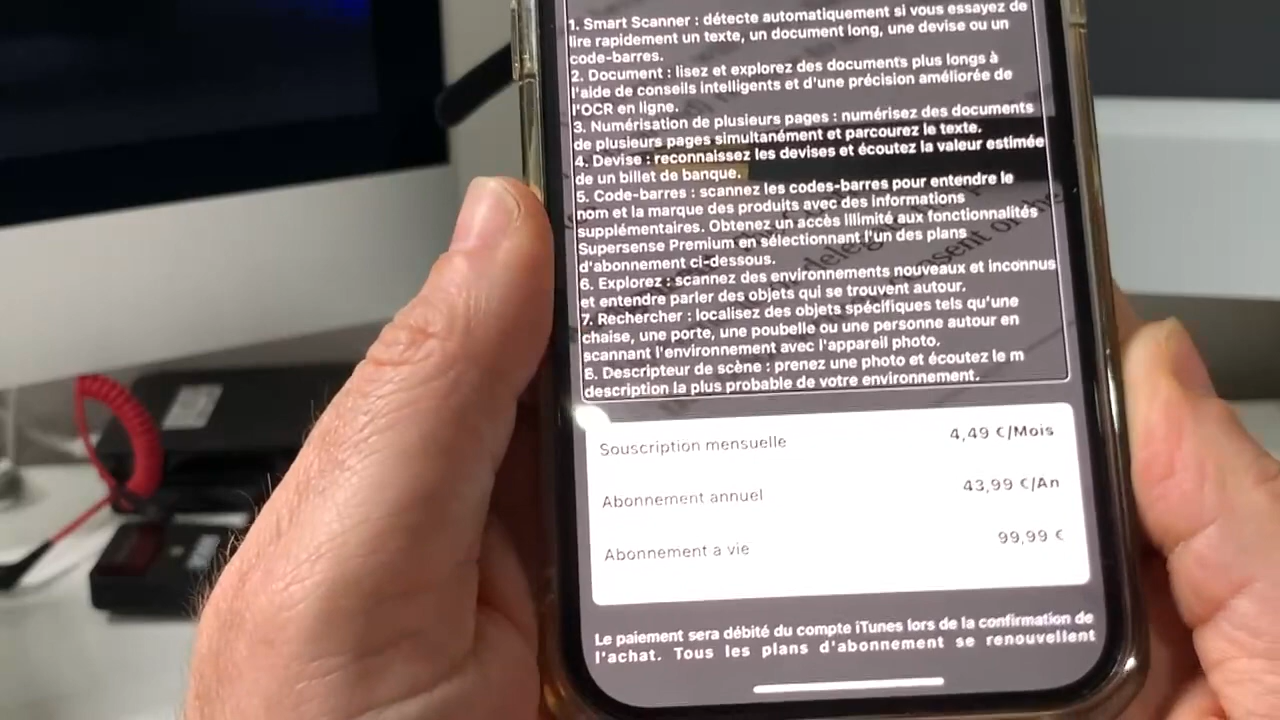 1. Smart Scanner : détecte automatiquement si vous essayez de
lire rapidement un texte, un document long, une devise ou un
code-barres.
2. Document : lisez et explorez des documents plus longs à
l'aide de conseils intelligents et d'une précision améliorée de
l'OCR en ligne.
3. Numérisation de plusieurs pages : numérisez des documents
de plusieurs pages simultanément et parcourez le texte.
4. Devise : reconnaissez les devises et écoutez la valeur estimée
de un billet de banque.
5. Code-barres : scannez les codes-barres pour entendre le
nom et la marque des produits avec des informations
supplémentaires. Obtenez un accès illimité aux fonctionnalités
Supersense Premium en sélectionnant l'un des plans
d'abonnement ci-dessous.
6. Explorez : scannez des environnements nouveaux et inconnus
et entendre parler des objets qui se trouvent autour.
7. Rechercher : localisez des objets spécifiques tels qu'une
chaise, une porte, une poubelle ou une personne autour en
scannant l'environnement avec l'appareil photo.
8. Descripteur de scène : prenez une photo et écoutez le m
description la plus probable de votre environnement.
Souscription mensuelle 4,49 €/Mois
Abonnement annuel 43,99 €/An
Abonnement a vie 99,99 €
Le paiement sera débité du compte iTunes lors de la confirmation de
l'achat. Tous les plans d'abonnement se renouvellent